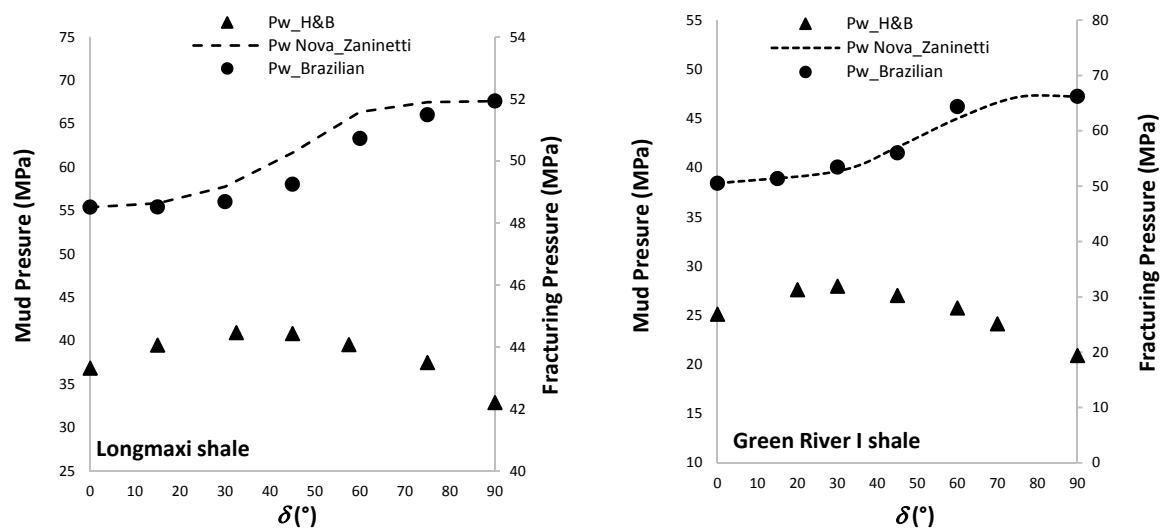 Pw_H&B
Pw Nova_Zaninetti
Pw_Brazilian
Mud Presure (MPa)
75
70
65
60
55
50
45
40
35
30
25
54
52
50
48
46
44
42
40
Fracturing Pressure (MPa)
Longmaxi shale
0 10 20 30 40 50 60 70 80 90
δ (°)
Pw_H&B
Pw Nova_Zaninetti
Pw_Brazilian
Mud Presure (MPa)
55
50
45
40
35
30
25
20
15
10
80
70
60
50
40
30
20
10
0
Fracturing Pressure (MPa)
Green River I shale
0 10 20 30 40 50 60 70 80 90
δ (°)